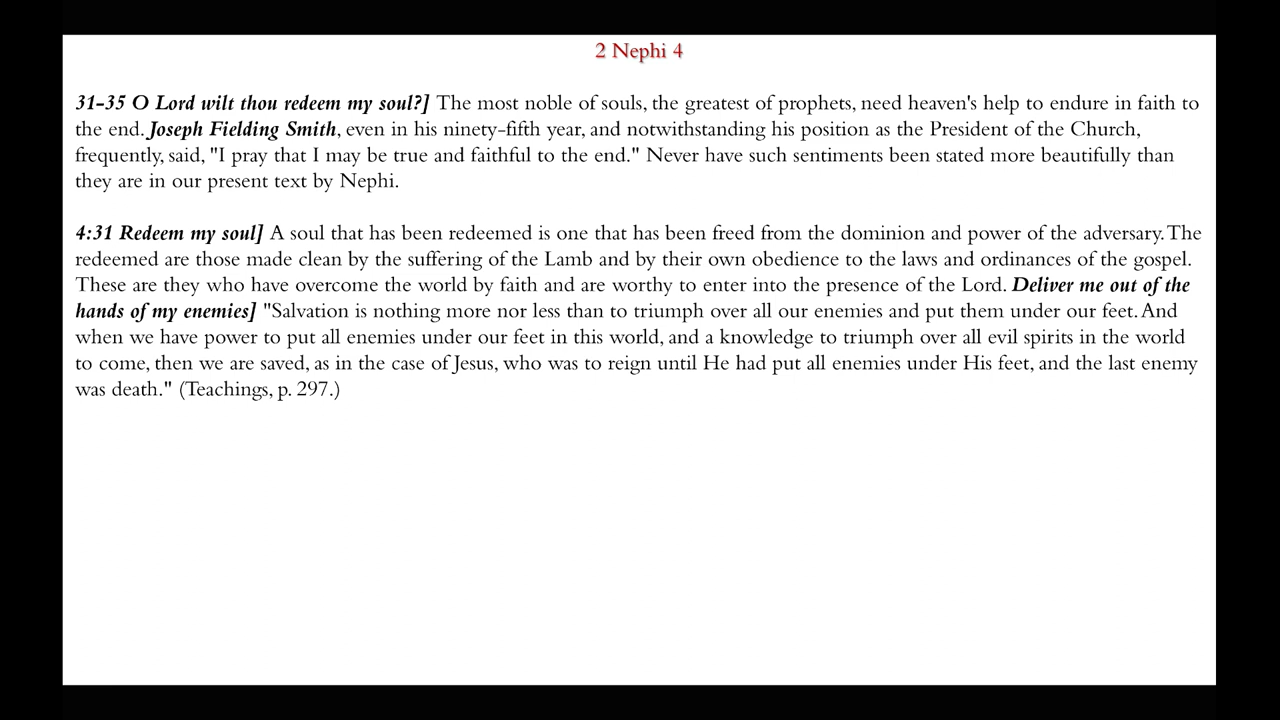 2 Nephi 4
31-35 O Lord wilt thou redeem my soul?] The most noble of souls, the greatest of prophets, need heaven's help to endure in faith to
the end. Joseph Fielding Smith, even in his ninety-fifth year, and notwithstanding his position as the President of the Church,
frequently, said, "I pray that I may be true and faithful to the end." Never have such sentiments been stated more beautifully than
they are in our present text by Nephi.
4:31 Redeem my soul] A soul that has been redeemed is one that has been freed from the dominion and power of the adversary. The
redeemed are those made clean by the suffering of the Lamb and by their own obedience to the laws and ordinances of the gospel.
These are they who have overcome the world by faith and are worthy to enter into the presence of the Lord. Deliver me out of the
hands of my enemies] "Salvation is nothing more nor less than to triumph over all our enemies and put them under our feet. And
when we have power to put all enemies under our feet in this world, and a knowledge to triumph over all evil spirits in the world
to come, then we are saved, as in the case of Jesus, who was to reign until He had put all enemies under His feet, and the last enemy
was death." (Teachings, p. 297.)